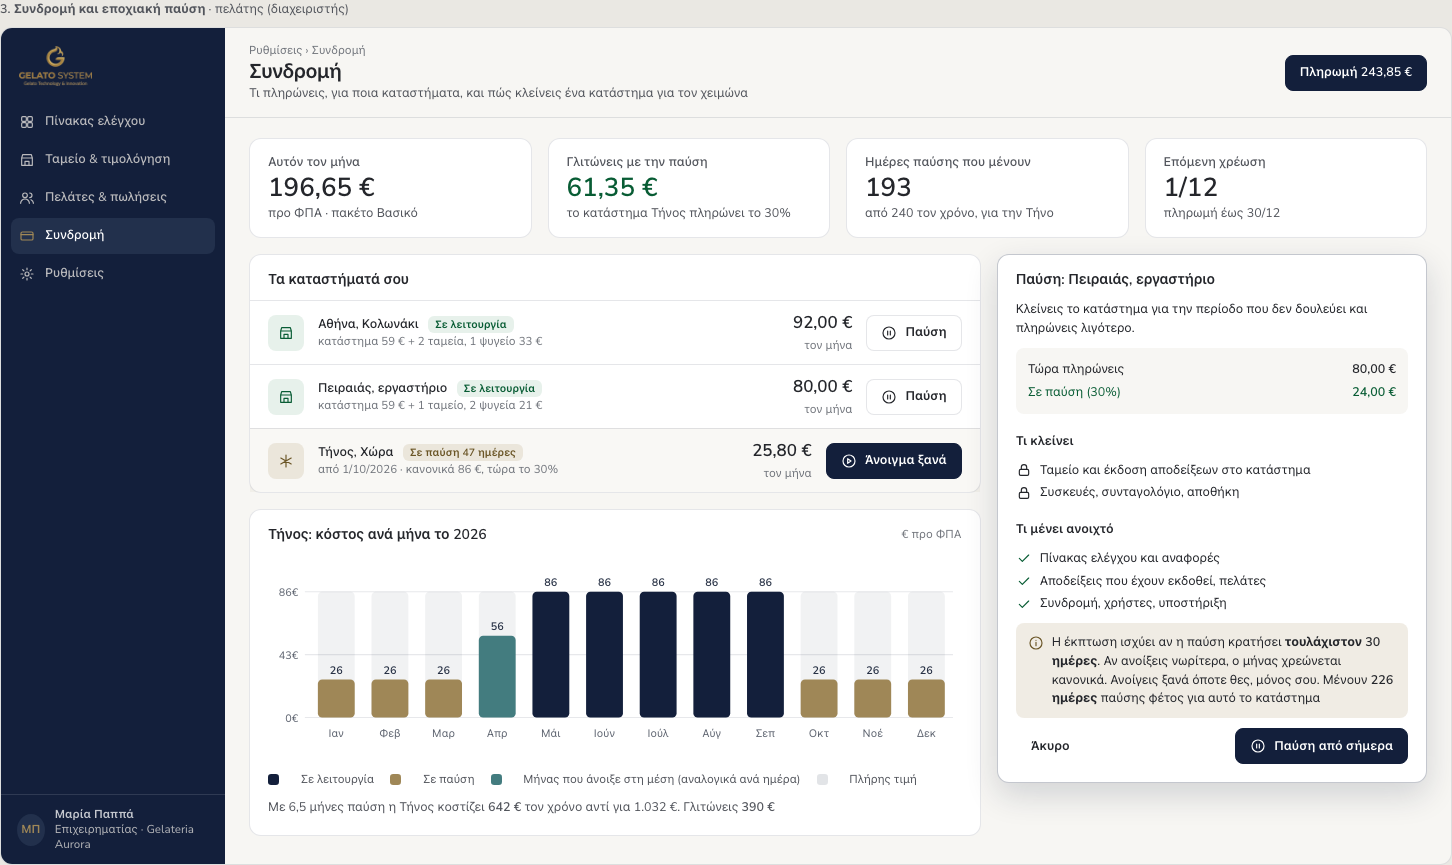 3. Συνδρομή και εποχιακή παύση · πελάτης (διαχειριστής)
GELATO SYSTEM
Gelato Technology & Innovation
Πίνακας ελέγχου
Ταμείο & τιμολόγηση
Πελάτες & πωλήσεις
Συνδρομή
Ρυθμίσεις
ΜΠ
Μαρία Παππά
Επιχειρηματίας · Gelateria
Aurora
Ρυθμίσεις › Συνδρομή
Συνδρομή
Τι πληρώνεις, για ποια καταστήματα, και πώς κλείνεις ένα κατάστημα για τον χειμώνα
Πληρωμή 243,85 €
Αυτόν τον μήνα
196,65 €
προ ΦΠΑ · πακέτο Βασικό
Γλιτώνεις με την παύση
61,35 €
το κατάστημα Τήνος πληρώνει το 30%
Ημέρες παύσης που μένουν
193
από 240 τον χρόνο, για την Τήνο
Επόμενη χρέωση
1/12
πληρωμή έως 30/12
Τα καταστήματά σου
Αθήνα, Κολωνάκι Σε λειτουργία
κατάστημα 59 € + 2 ταμεία, 1 ψυγείο 33 €
92,00 €
τον μήνα
Παύση
Πειραιάς, εργαστήριο Σε λειτουργία
κατάστημα 59 € + 1 ταμείο, 2 ψυγεία 21 €
80,00 €
τον μήνα
Παύση
Τήνος, Χώρα Σε παύση 47 ημέρες
από 1/10/2026 · κανονικά 86 €, τώρα το 30%
25,80 €
τον μήνα
Άνοιγμα ξανά
Τήνος: κόστος ανά μήνα το 2026
€ προ ΦΠΑ
86€
43€
0€
26 26 26 56 86 86 86 86 86 26 26 26
Ιαν Φεβ Μαρ Απρ Μάι Ιούν Ιούλ Αύγ Σεπ Οκτ Νοέ Δεκ
Σε λειτουργία Σε παύση Μήνας που άνοιξε στη μέση (αναλογικά ανά ημέρα) Πλήρης τιμή
Με 6,5 μήνες παύση η Τήνος κοστίζει 642 € τον χρόνο αντί για 1.032 €. Γλιτώνεις 390 €
Παύση: Πειραιάς, εργαστήριο
Κλείνεις το κατάστημα για την περίοδο που δεν δουλεύει και
πληρώνεις λιγότερο.
Τώρα πληρώνεις 80,00 €
Σε παύση (30%) 24,00 €
Τι κλείνει
Ταμείο και έκδοση αποδείξεων στο κατάστημα
Συσκευές, συνταγολόγιο, αποθήκη
Τι μένει ανοιχτό
Πίνακας ελέγχου και αναφορές
Αποδείξεις που έχουν εκδοθεί, πελάτες
Συνδρομή, χρήστες, υποστήριξη
Η έκπτωση ισχύει αν η παύση κρατήσει τουλάχιστον 30
ημέρες. Αν ανοίξεις νωρίτερα, ο μήνας χρεώνεται
κανονικά. Ανοίγεις ξανά όποτε θες, μόνος σου. Μένουν 226
ημέρες παύσης φέτος για αυτό το κατάστημα
Άκυρο
Παύση από σήμερα